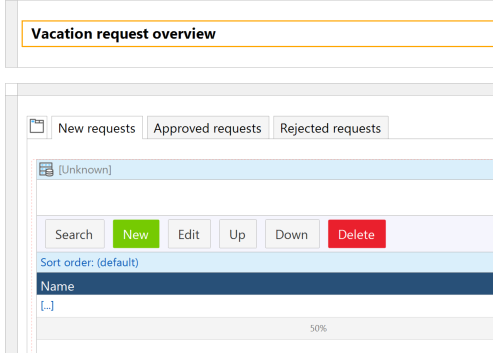 Vacation request overview
New requests Approved requests Rejected requests
[Unknown]
Search New Edit Up Down Delete
Sort order: (default)
Name
[...]
50%